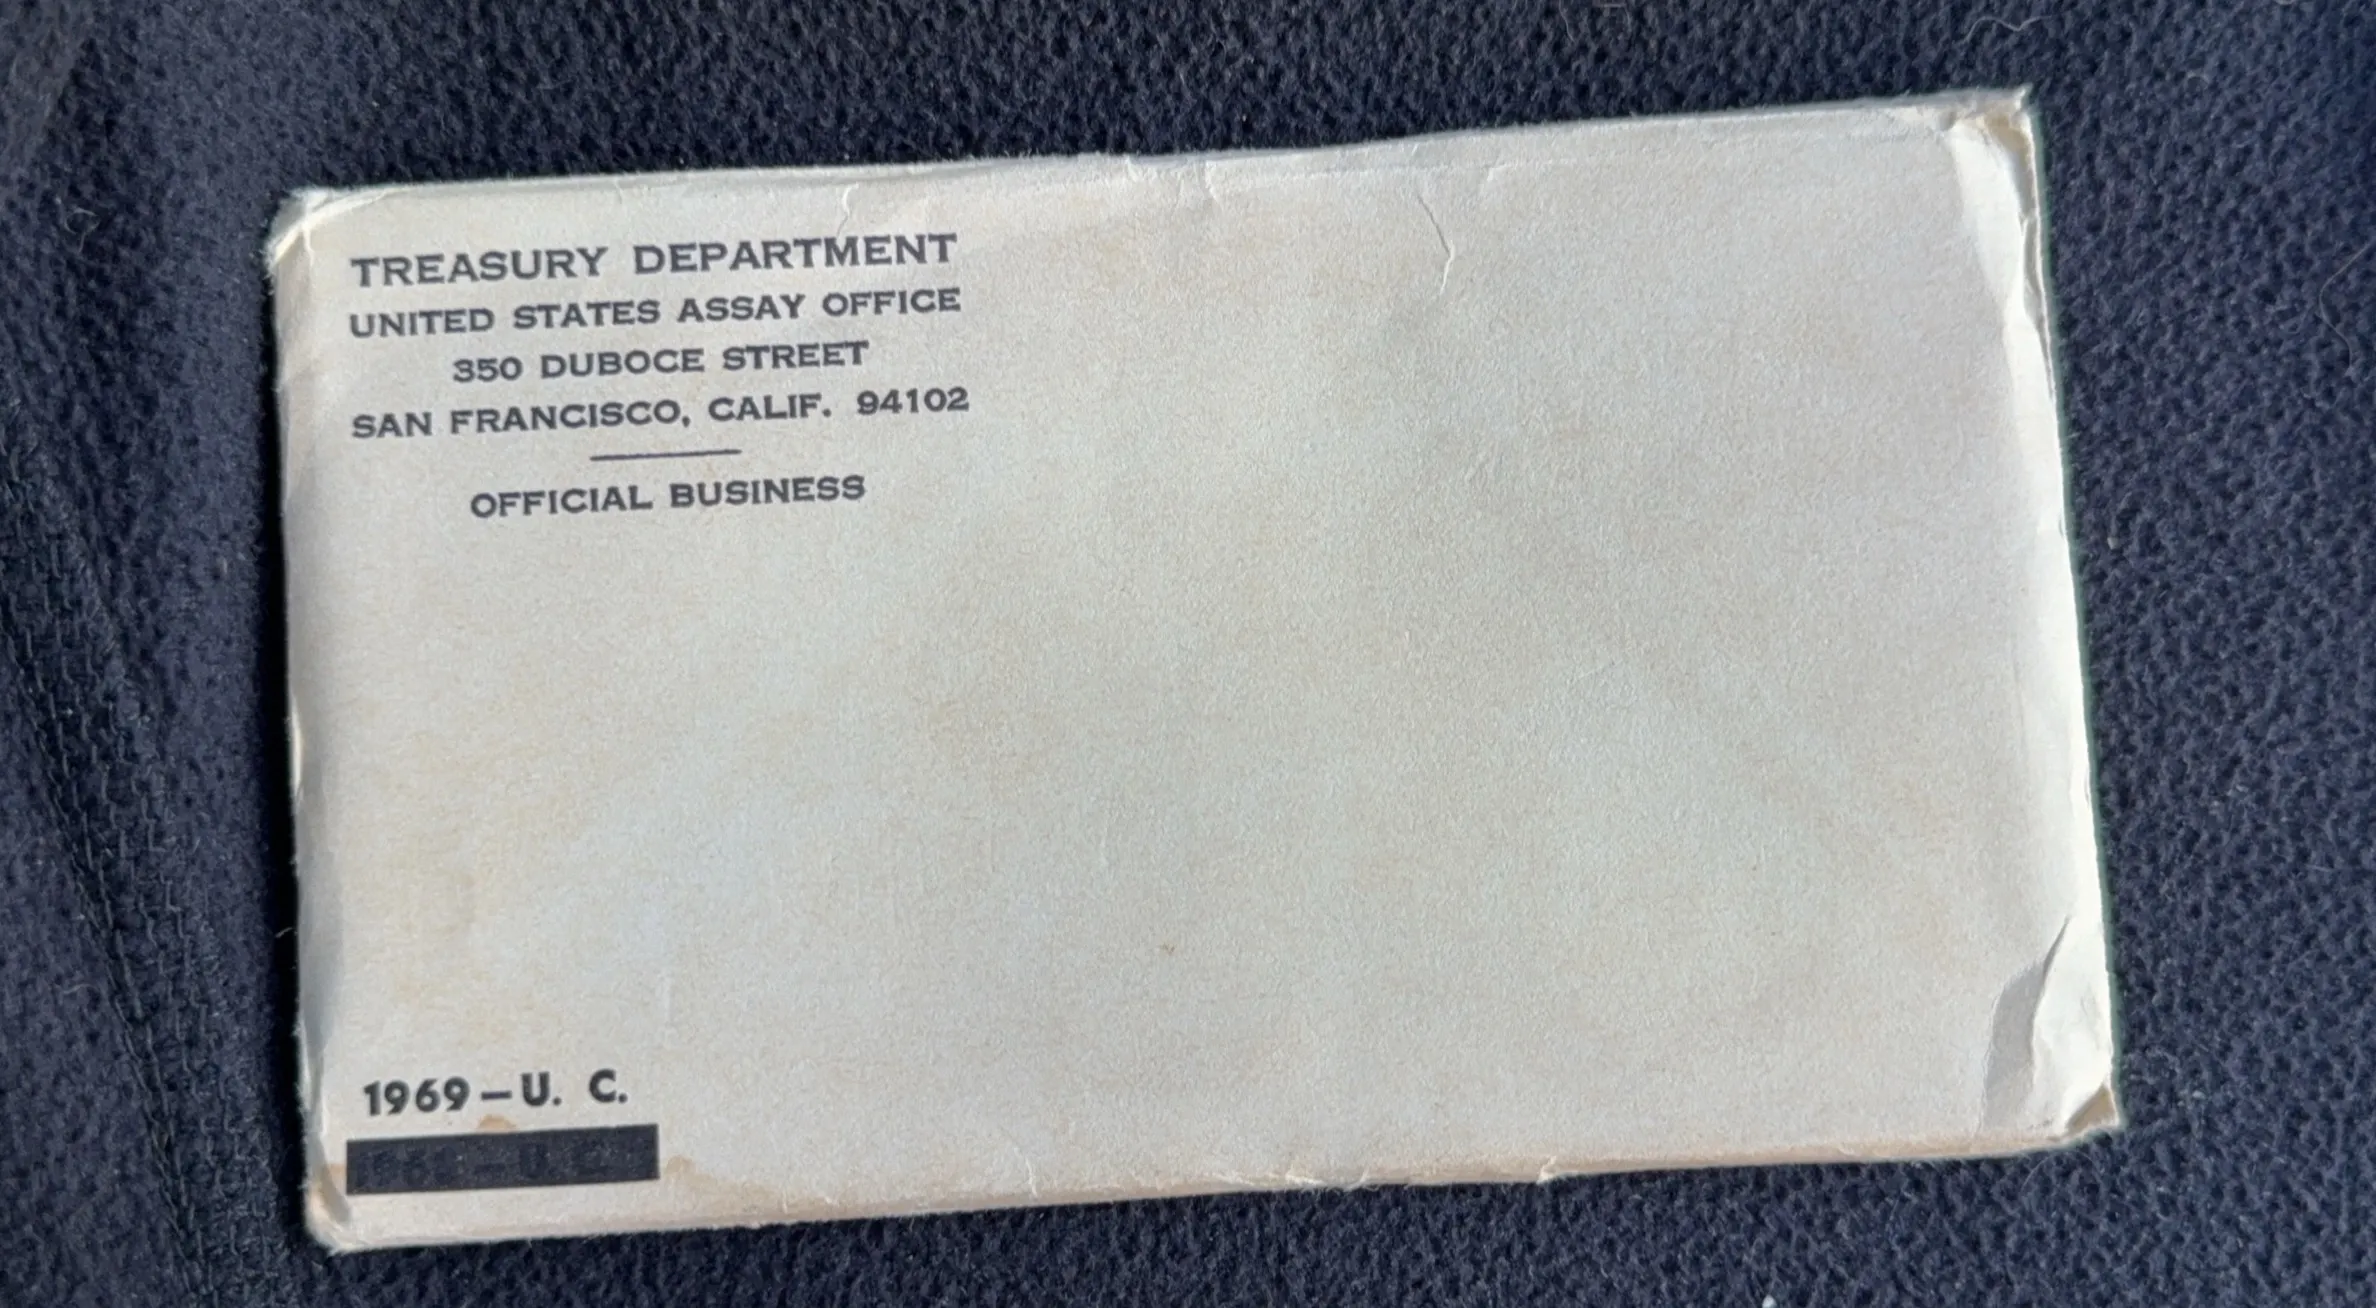 TREASURY DEPARTMENT
UNITED STATES ASSAY OFFICE
350 DUBOCE STREET
SAN FRANCISCO, CALIF. 94102
OFFICIAL BUSINESS
1969 – U. C.